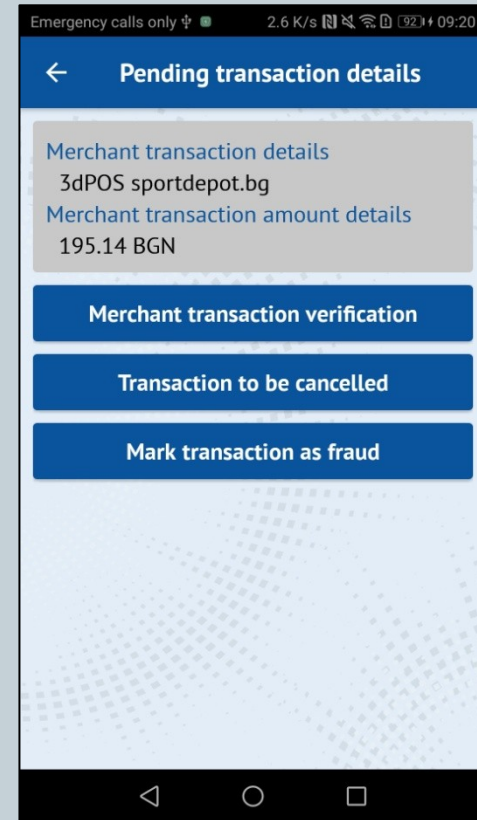 Emergency calls only 2.6 K/s 92 09:20
Pending transaction details
Merchant transaction details
3dPOS sportdepot.bg
Merchant transaction amount details
195.14 BGN
Merchant transaction verification
Transaction to be cancelled
Mark transaction as fraud